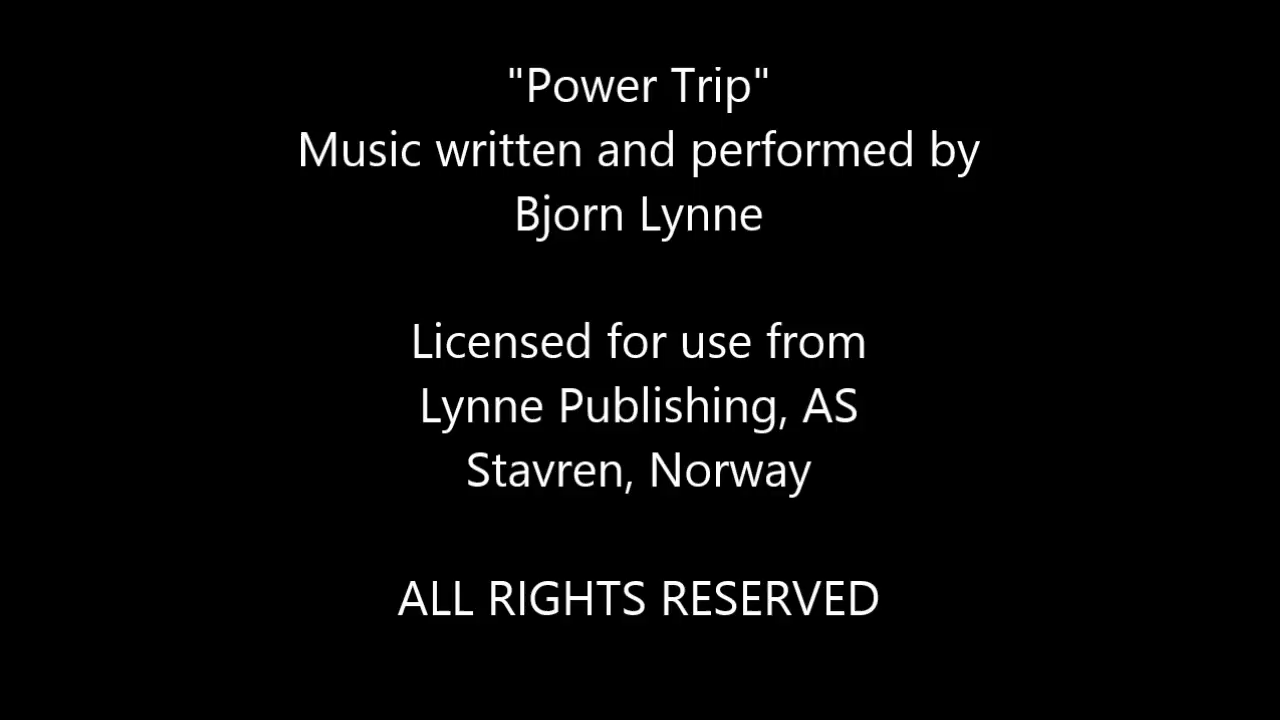 "Power Trip"
Music written and performed by
Bjorn Lynne
Licensed for use from
Lynne Publishing, AS
Stavren, Norway
ALL RIGHTS RESERVED